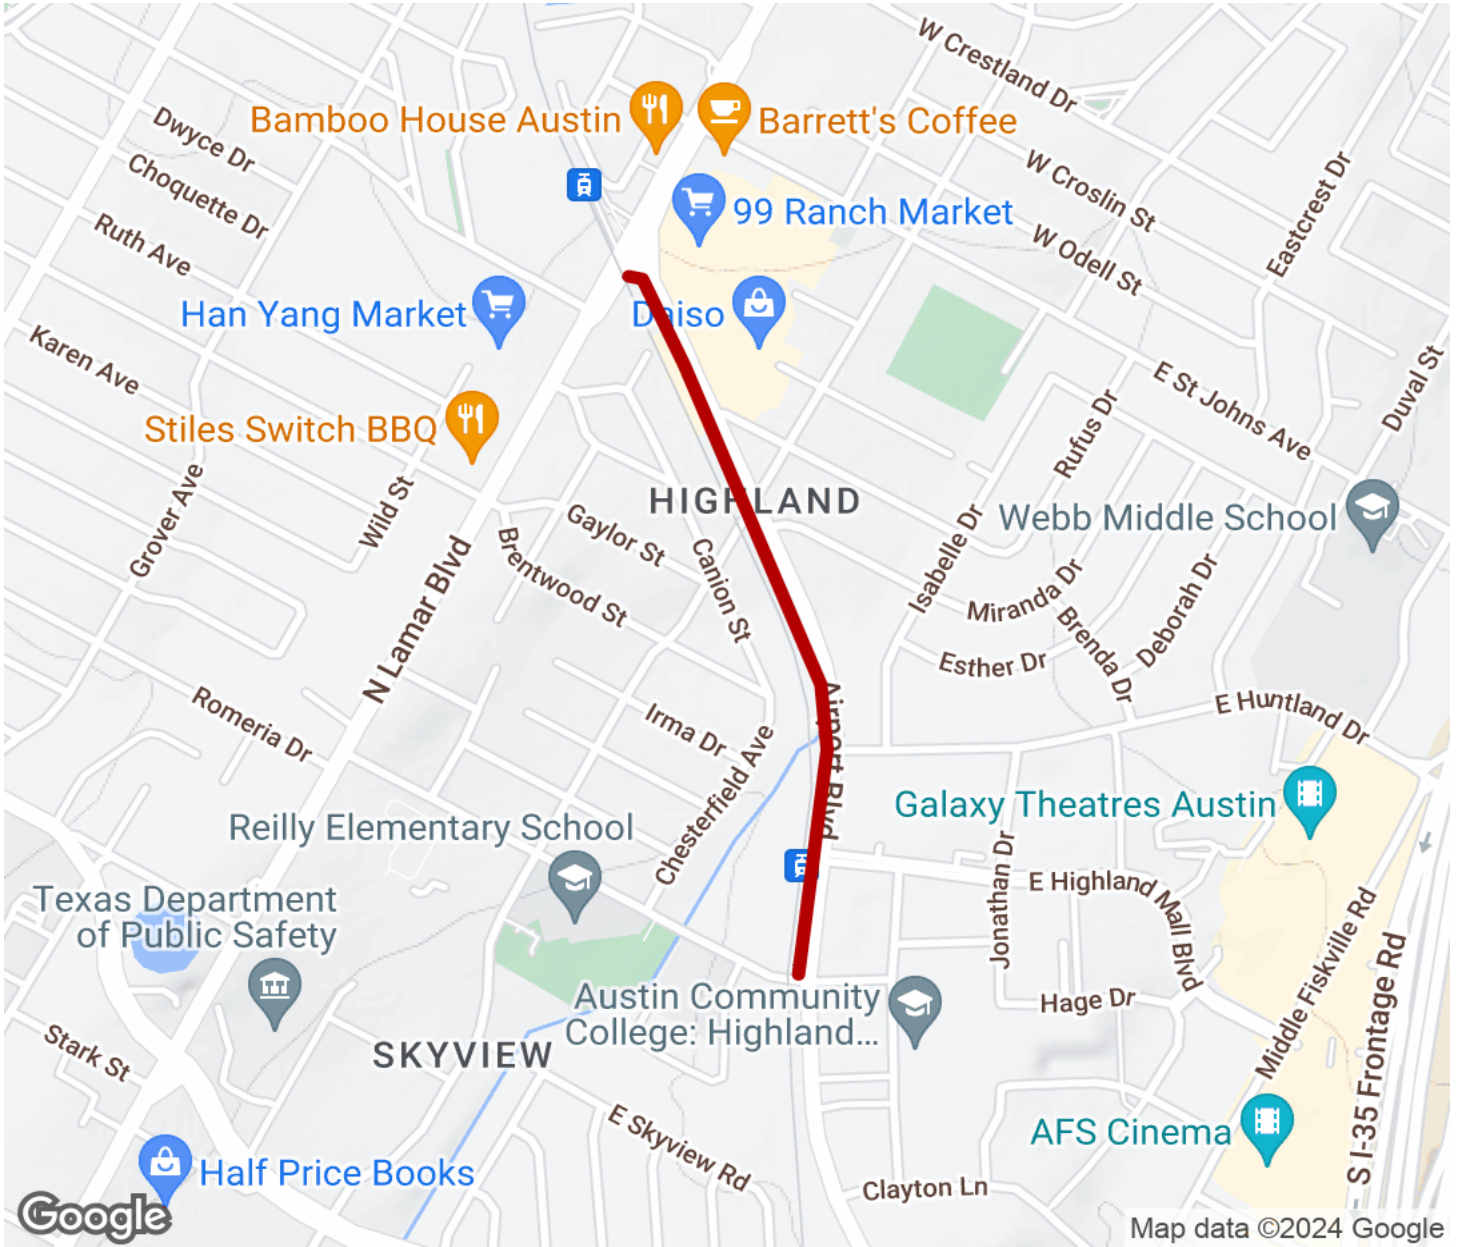 W Crestland Dr
Dwyce Dr
Bamboo House Austin
Barrett's Coffee
Choquette Dr
W Croslin St
Eastcrest Dr
99 Ranch Market
Ruth Ave
W Odell St
Han Yang Market
Daiso
Karen Ave
E St Johns Ave
Duval St
Stiles Switch BBQ
Rufus Dr
HIGHLAND
Grover Ave
Wild St
Gaylor St
Webb Middle School
Brentwood St
Canion St
Isabelle Dr
Miranda Dr
Deborah Dr
N Lamar Blvd
Esther Dr
Brenda Dr
Romeria Dr
Irma Dr
Airport Blvd
E Huntland Dr
Chesterfield Ave
Galaxy Theatres Austin
Reilly Elementary School
Jonathan Dr
E Highland Mall Blvd
Texas Department
of Public Safety
Middle Fiskville Rd
Austin Community
College: Highland...
Hage Dr
S I-35 Frontage Rd
Stark St
SKYVIEW
E Skyview Rd
AFS Cinema
Half Price Books
Clayton Ln
Google
Map data ©2024 Google